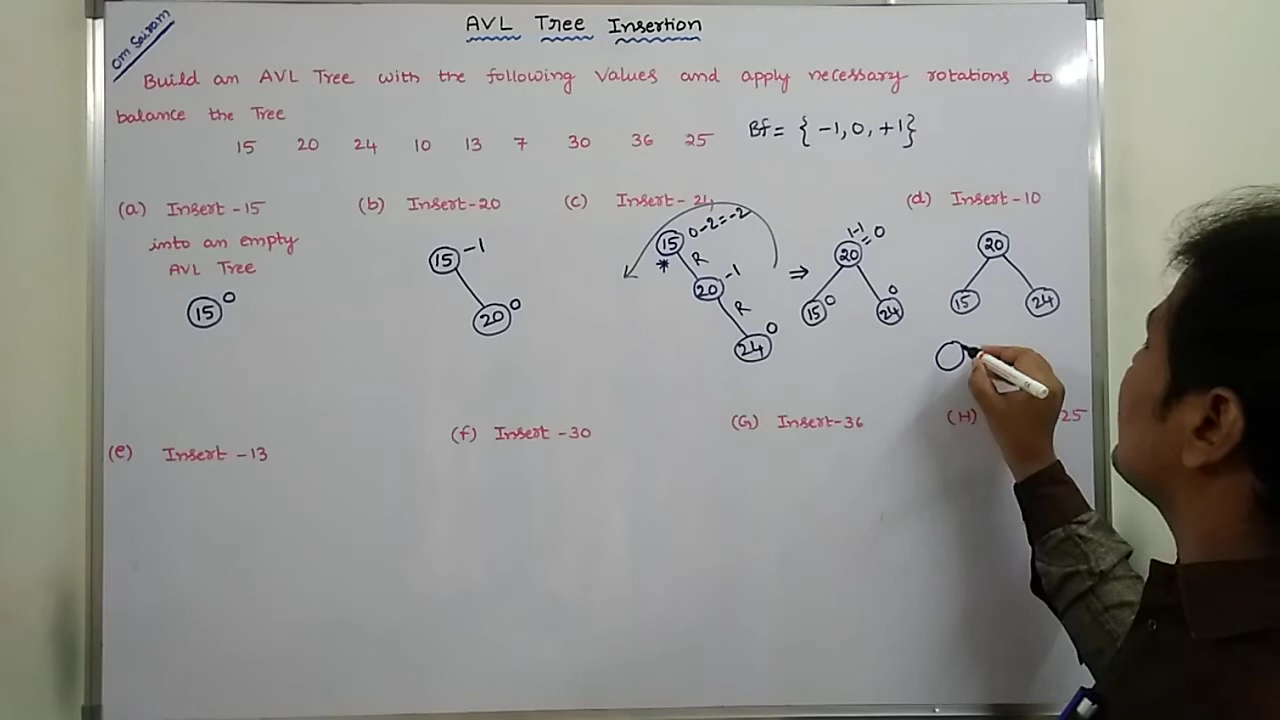 Om Sairam
AVL Tree Insertion
Build an AVL Tree with the following Values and apply necessary rotations to
balance the Tree
15 20 24 10 13 7 30 36 25
Bf = { -1, 0, +1}
(a) Insert -15
into an empty
AVL Tree
15 0
(b) Insert-20
15 -1
20 0
(c) Insert-24
15 0-2=-2
*
R
20 -1
R
24 0
⇒
1-1=0
20
15 0
24 0
(d) Insert-10
20
15 24
(e) Insert -13
(f) Insert -30
(G) Insert-36
(H) 25